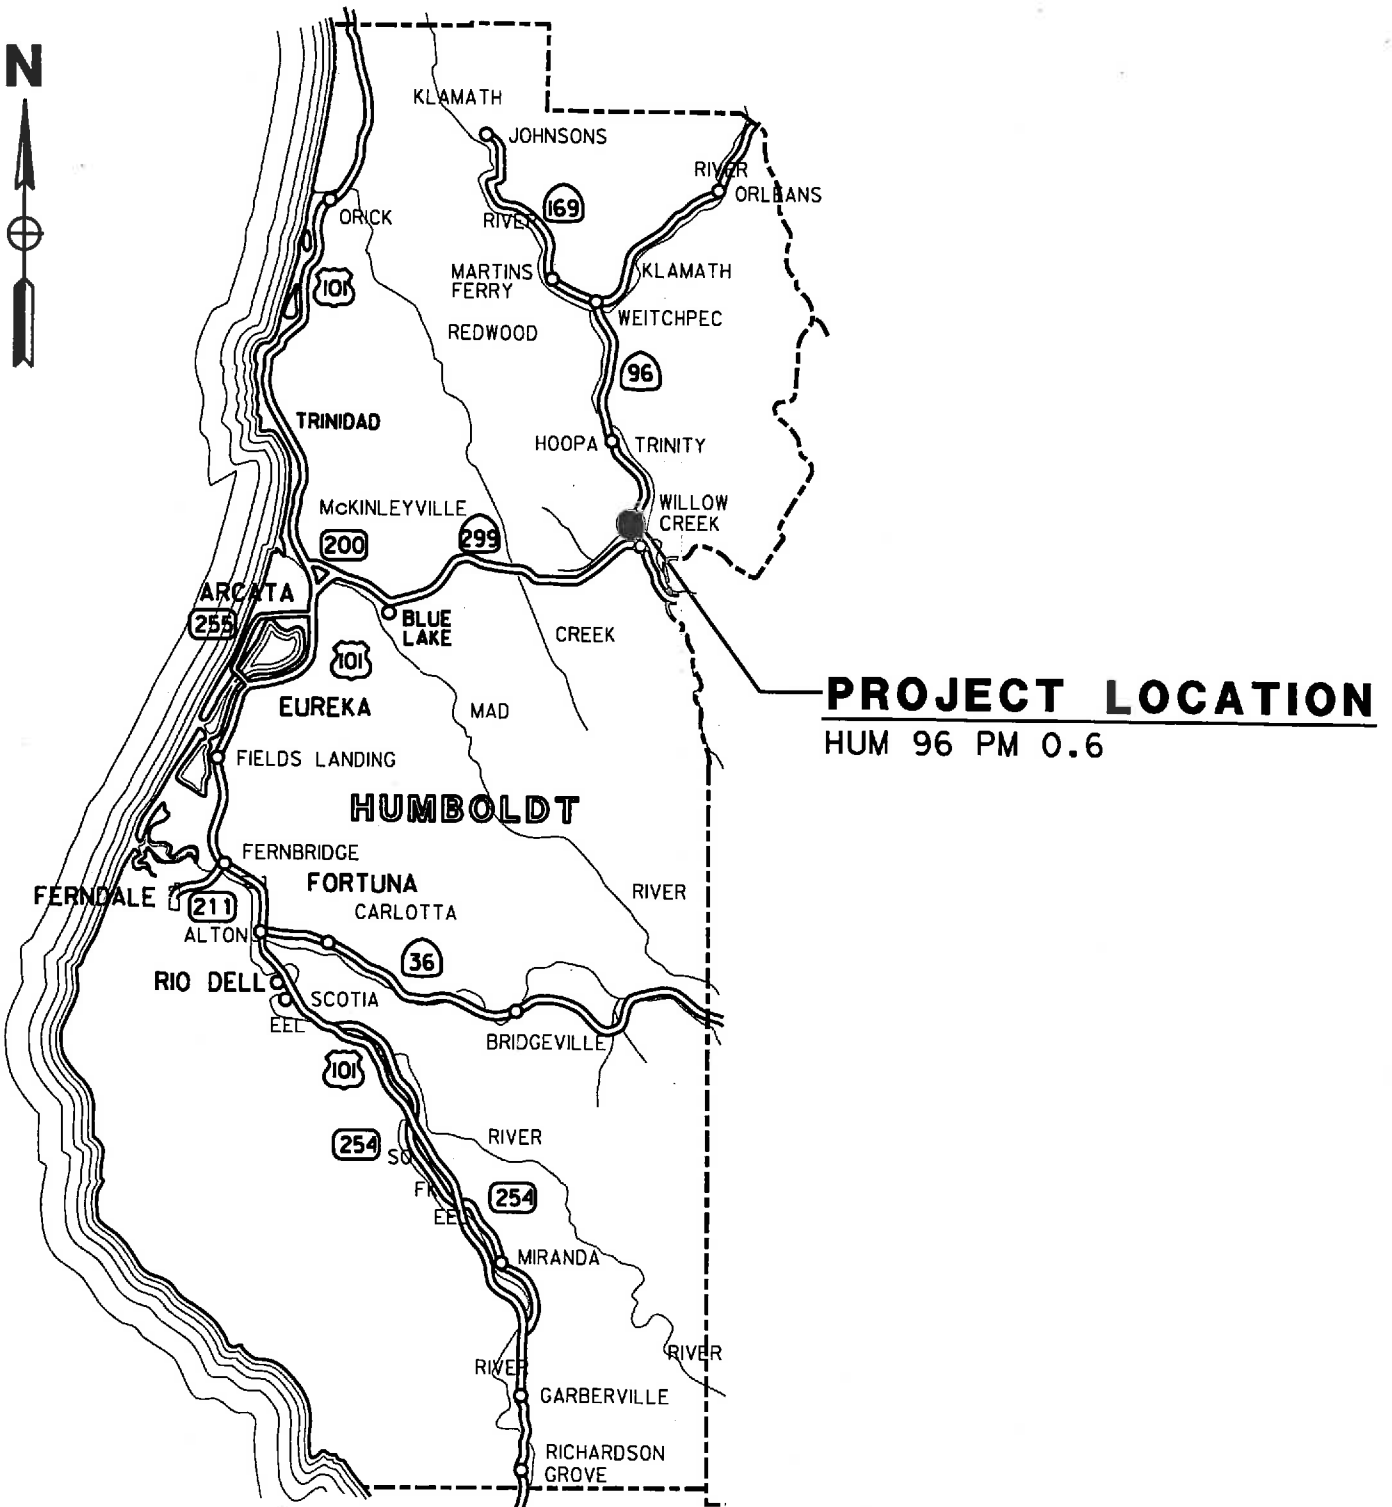 N
KLAMATH
JOHNSONS
RIVER
ORLEANS
169
ORICK
RIVER
MARTINS
FERRY
KLAMATH
101
WEITCHPEC
REDWOOD
96
TRINIDAD
HOOPA
TRINITY
McKINLEYVILLE
WILLOW
CREEK
200
299
ARCATA
255
BLUE
LAKE
CREEK
101
EUREKA
MAD
PROJECT LOCATION
HUM 96 PM 0.6
FIELDS LANDING
HUMBOLDT
FERNBRIDGE
FORTUNA
FERNDALE
211
CARLOTTA
RIVER
ALTON
36
RIO DELL
SCOTIA
EEL
BRIDGEVILLE
101
254
RIVER
SO
FK
EEL
254
MIRANDA
RIVER
RIVER
GARBERVILLE
RICHARDSON
GROVE